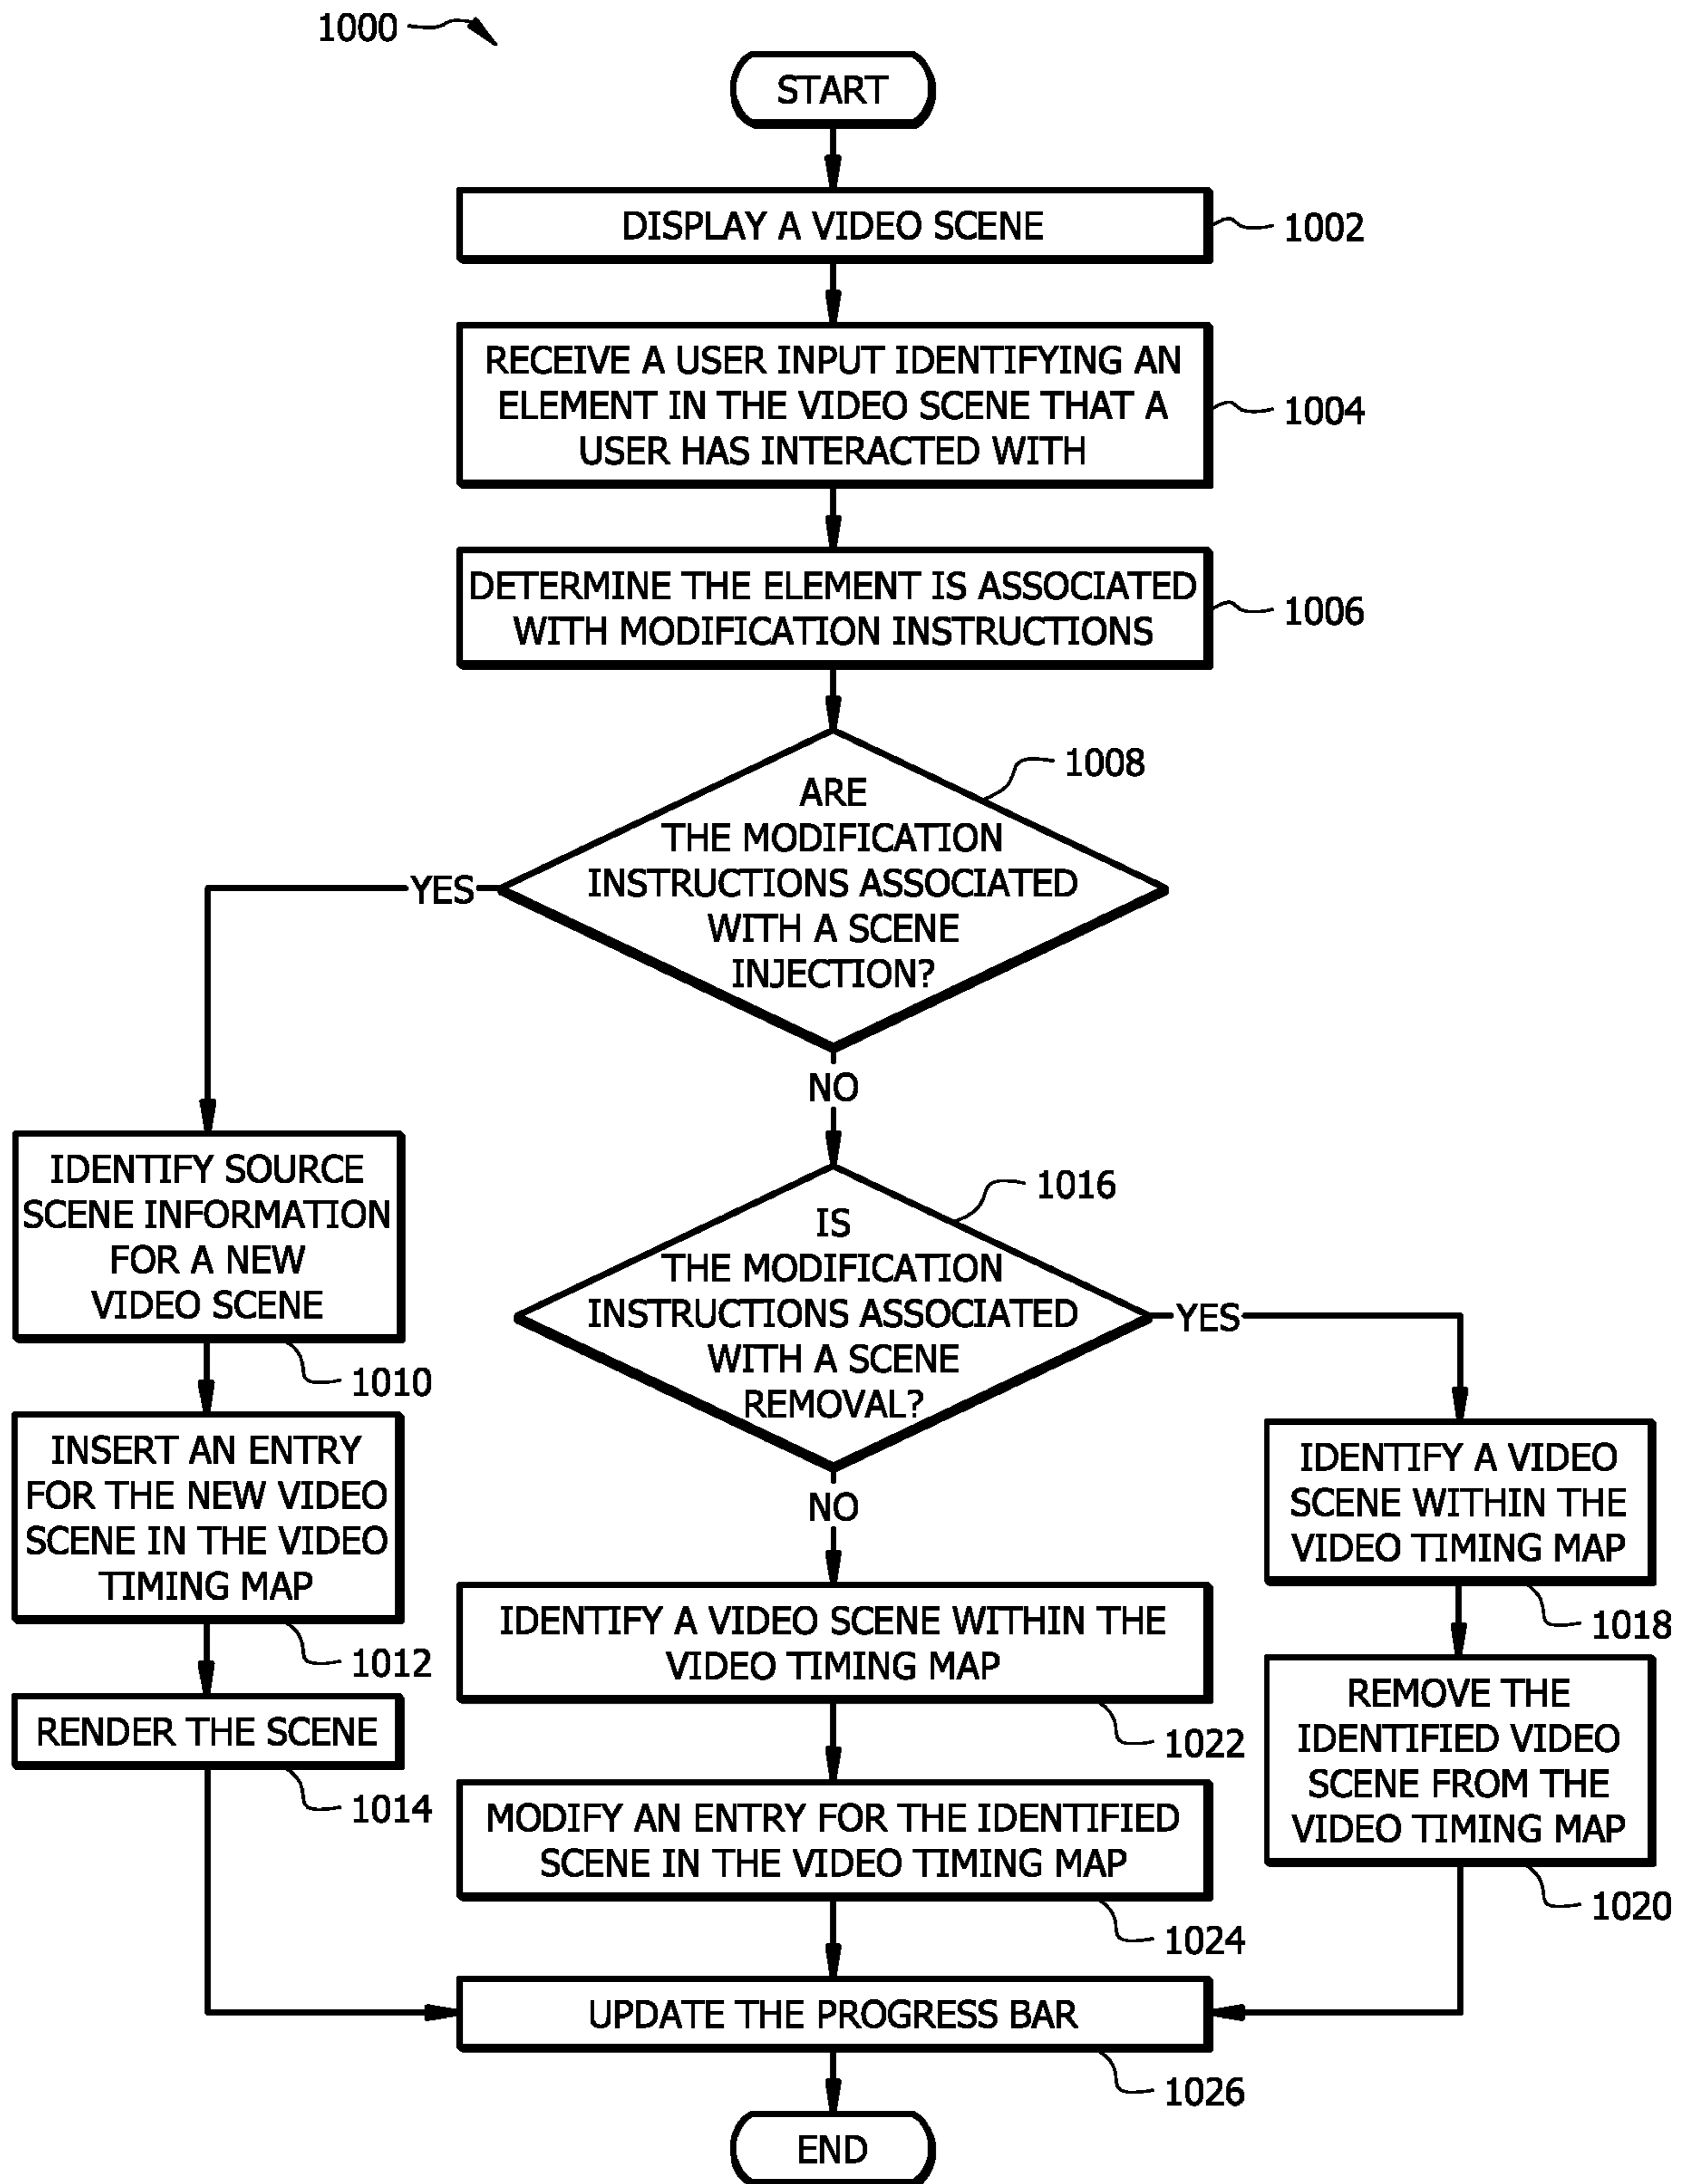 1000
START
DISPLAY A VIDEO SCENE
1002
RECEIVE A USER INPUT IDENTIFYING AN
ELEMENT IN THE VIDEO SCENE THAT A
USER HAS INTERACTED WITH
1004
DETERMINE THE ELEMENT IS ASSOCIATED
WITH MODIFICATION INSTRUCTIONS
1006
ARE
THE MODIFICATION
INSTRUCTIONS ASSOCIATED
WITH A SCENE
INJECTION?
1008
YES
NO
IDENTIFY SOURCE
SCENE INFORMATION
FOR A NEW
VIDEO SCENE
1010
INSERT AN ENTRY
FOR THE NEW VIDEO
SCENE IN THE VIDEO
TIMING MAP
1012
RENDER THE SCENE
1014
IS
THE MODIFICATION
INSTRUCTIONS ASSOCIATED
WITH A SCENE
REMOVAL?
1016
YES
NO
IDENTIFY A VIDEO
SCENE WITHIN THE
VIDEO TIMING MAP
1018
REMOVE THE
IDENTIFIED VIDEO
SCENE FROM THE
VIDEO TIMING MAP
1020
IDENTIFY A VIDEO SCENE WITHIN THE
VIDEO TIMING MAP
1022
MODIFY AN ENTRY FOR THE IDENTIFIED
SCENE IN THE VIDEO TIMING MAP
1024
UPDATE THE PROGRESS BAR
1026
END